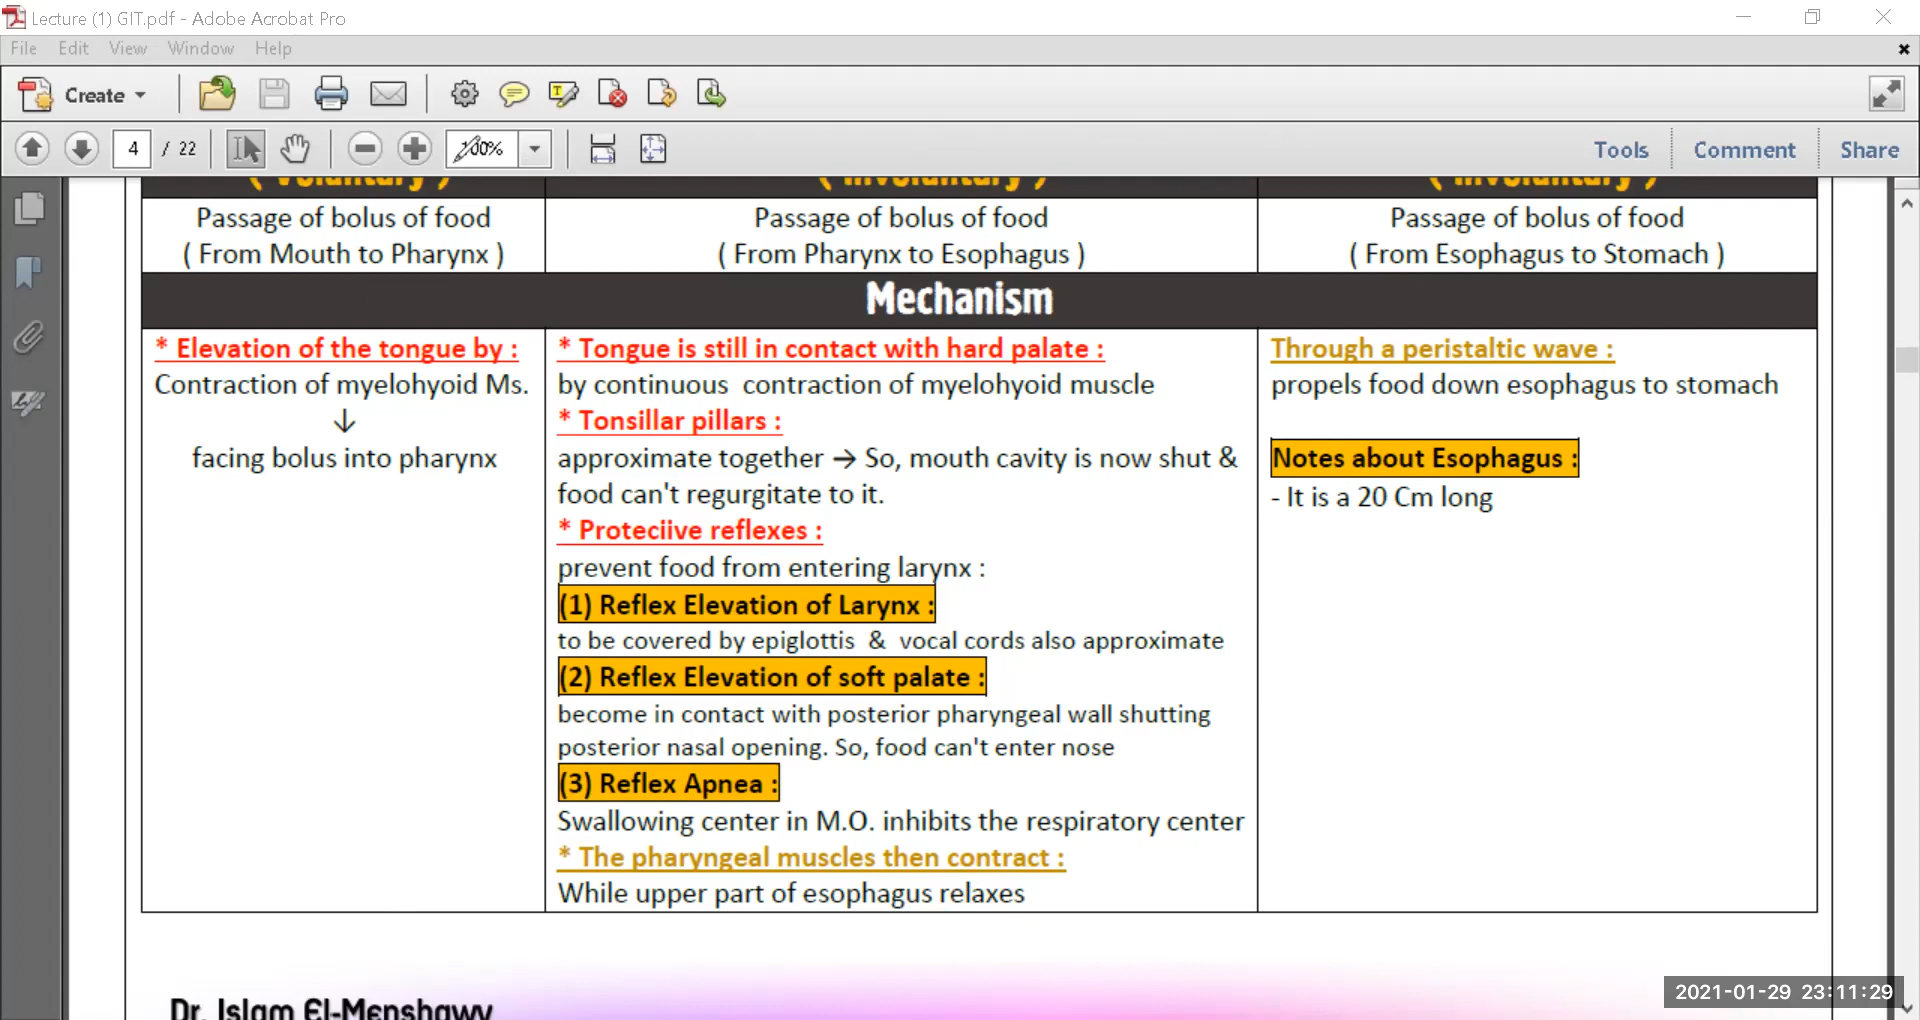 Lecture (1) GIT.pdf - Adobe Acrobat Pro
File Edit View Window Help
Create
4 / 22
100%
Tools Comment Share
( Voluntary )
( Involuntary )
( Involuntary )
Passage of bolus of food
( From Mouth to Pharynx )
Passage of bolus of food
( From Pharynx to Esophagus )
Passage of bolus of food
( From Esophagus to Stomach )
Mechanism
* Elevation of the tongue by :
Contraction of myelohyoid Ms.
↓
facing bolus into pharynx
* Tongue is still in contact with hard palate :
by continuous contraction of myelohyoid muscle
* Tonsillar pillars :
approximate together → So, mouth cavity is now shut &
food can't regurgitate to it.
* Proteciive reflexes :
prevent food from entering larynx :
(1) Reflex Elevation of Larynx :
to be covered by epiglottis & vocal cords also approximate
(2) Reflex Elevation of soft palate :
become in contact with posterior pharyngeal wall shutting
posterior nasal opening. So, food can't enter nose
(3) Reflex Apnea :
Swallowing center in M.O. inhibits the respiratory center
* The pharyngeal muscles then contract :
While upper part of esophagus relaxes
Through a peristaltic wave :
propels food down esophagus to stomach
Notes about Esophagus :
- It is a 20 Cm long
Dr. Islam El-Menshawy
2021-01-29 23:11:29